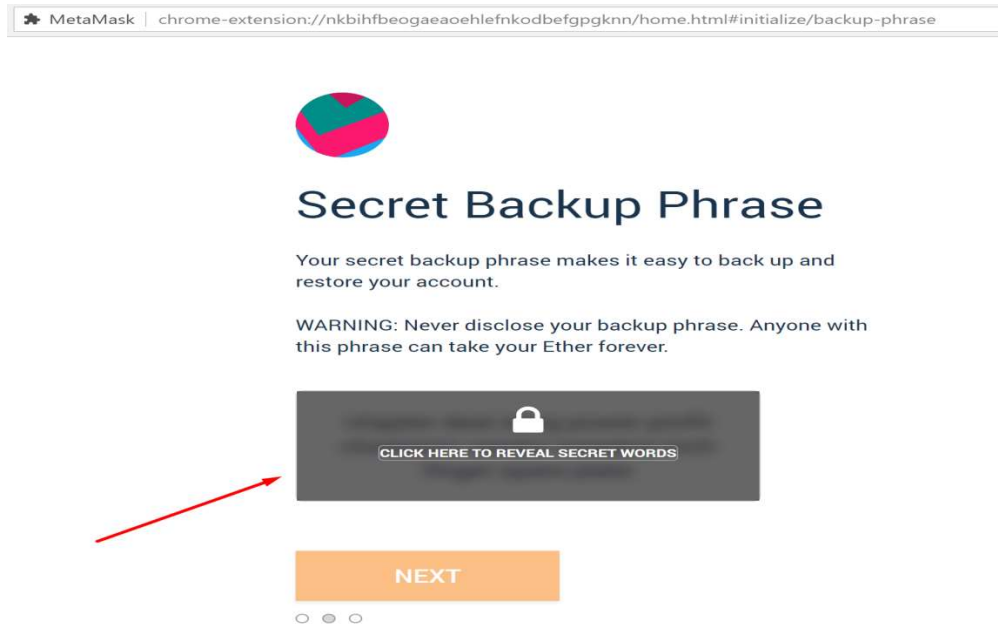 MetaMask chrome-extension://nkbihfbeogaeaoehlefnkodbefgpgknn/home.html#initialize/backup-phrase
Secret Backup Phrase
Your secret backup phrase makes it easy to back up and
restore your account.
WARNING: Never disclose your backup phrase. Anyone with
this phrase can take your Ether forever.
CLICK HERE TO REVEAL SECRET WORDS
NEXT